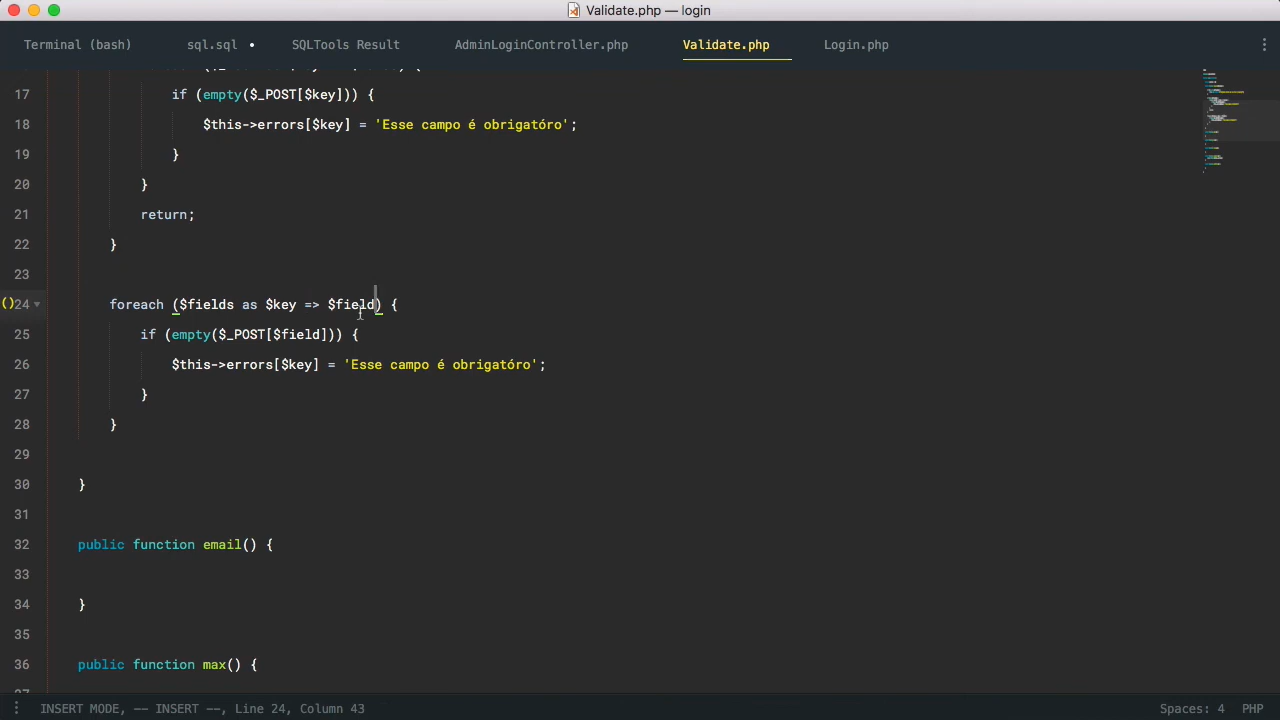 Validate.php — login
Terminal (bash) sql.sql • SQLTools Result AdminLoginController.php Validate.php Login.php
17 if (empty($_POST[$key])) {
18 $this->errors[$key] = 'Esse campo é obrigatóro';
19 }
20 }
21 return;
22 }
23
() 24 foreach ($fields as $key => $field) {
25 if (empty($_POST[$field])) {
26 $this->errors[$key] = 'Esse campo é obrigatóro';
27 }
28 }
29
30 }
31
32 public function email() {
33
34 }
35
36 public function max() {
INSERT MODE, -- INSERT --, Line 24, Column 43 Spaces: 4 PHP